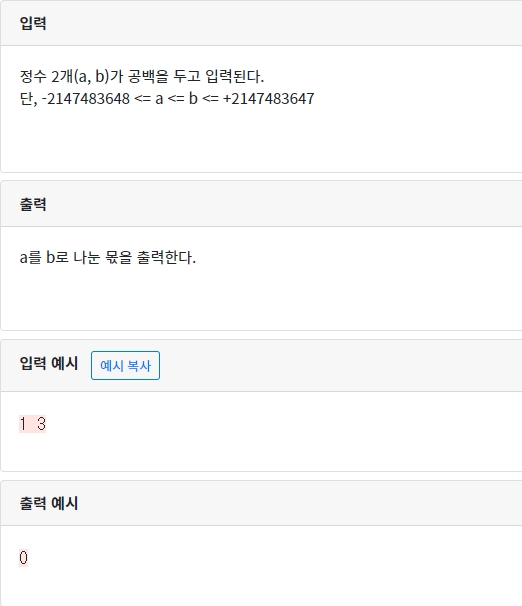 입력
정수 2개(a, b)가 공백을 두고 입력된다.
단, -2147483648 <= a <= b <= +2147483647
출력
a를 b로 나눈 몫을 출력한다.
입력 예시 예시 복사
1 3
출력 예시
0